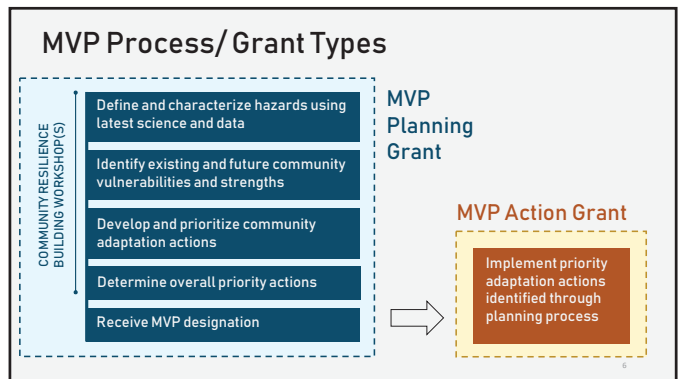 MVP Process/ Grant Types
COMMUNITY RESILIENCE
BUILDING WORKSHOP(S)
Define and characterize hazards using
latest science and data
Identify existing and future community
vulnerabilities and strengths
Develop and prioritize community
adaptation actions
Determine overall priority actions
Receive MVP designation
MVP
Planning
Grant
MVP Action Grant
Implement priority
adaptation actions
identified through
planning process
6